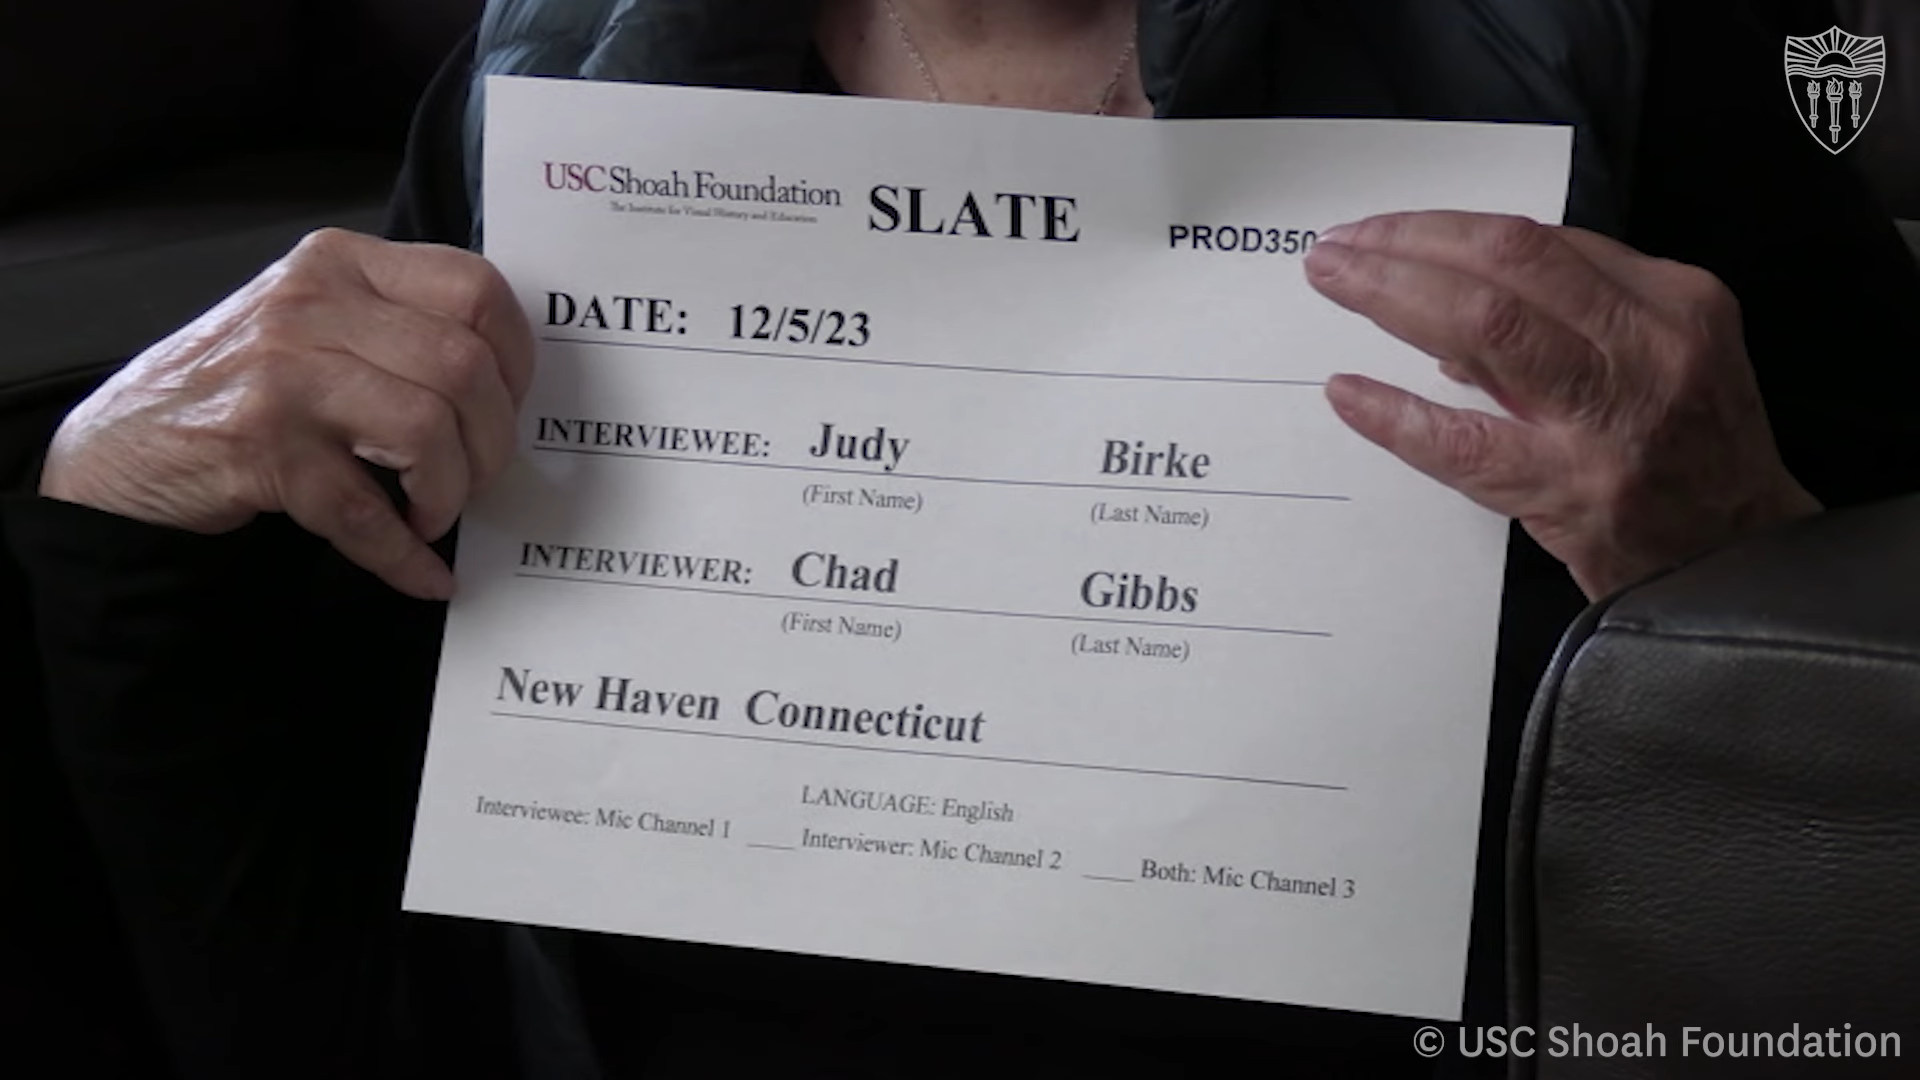 USC Shoah Foundation SLATE PROD350
The Institute for Visual History and Education
DATE: 12/5/23
INTERVIEWEE: Judy Birke
(First Name) (Last Name)
INTERVIEWER: Chad Gibbs
(First Name) (Last Name)
New Haven Connecticut
LANGUAGE: English
Interviewee: Mic Channel 1 ____ Interviewer: Mic Channel 2 ____ Both: Mic Channel 3
© USC Shoah Foundation